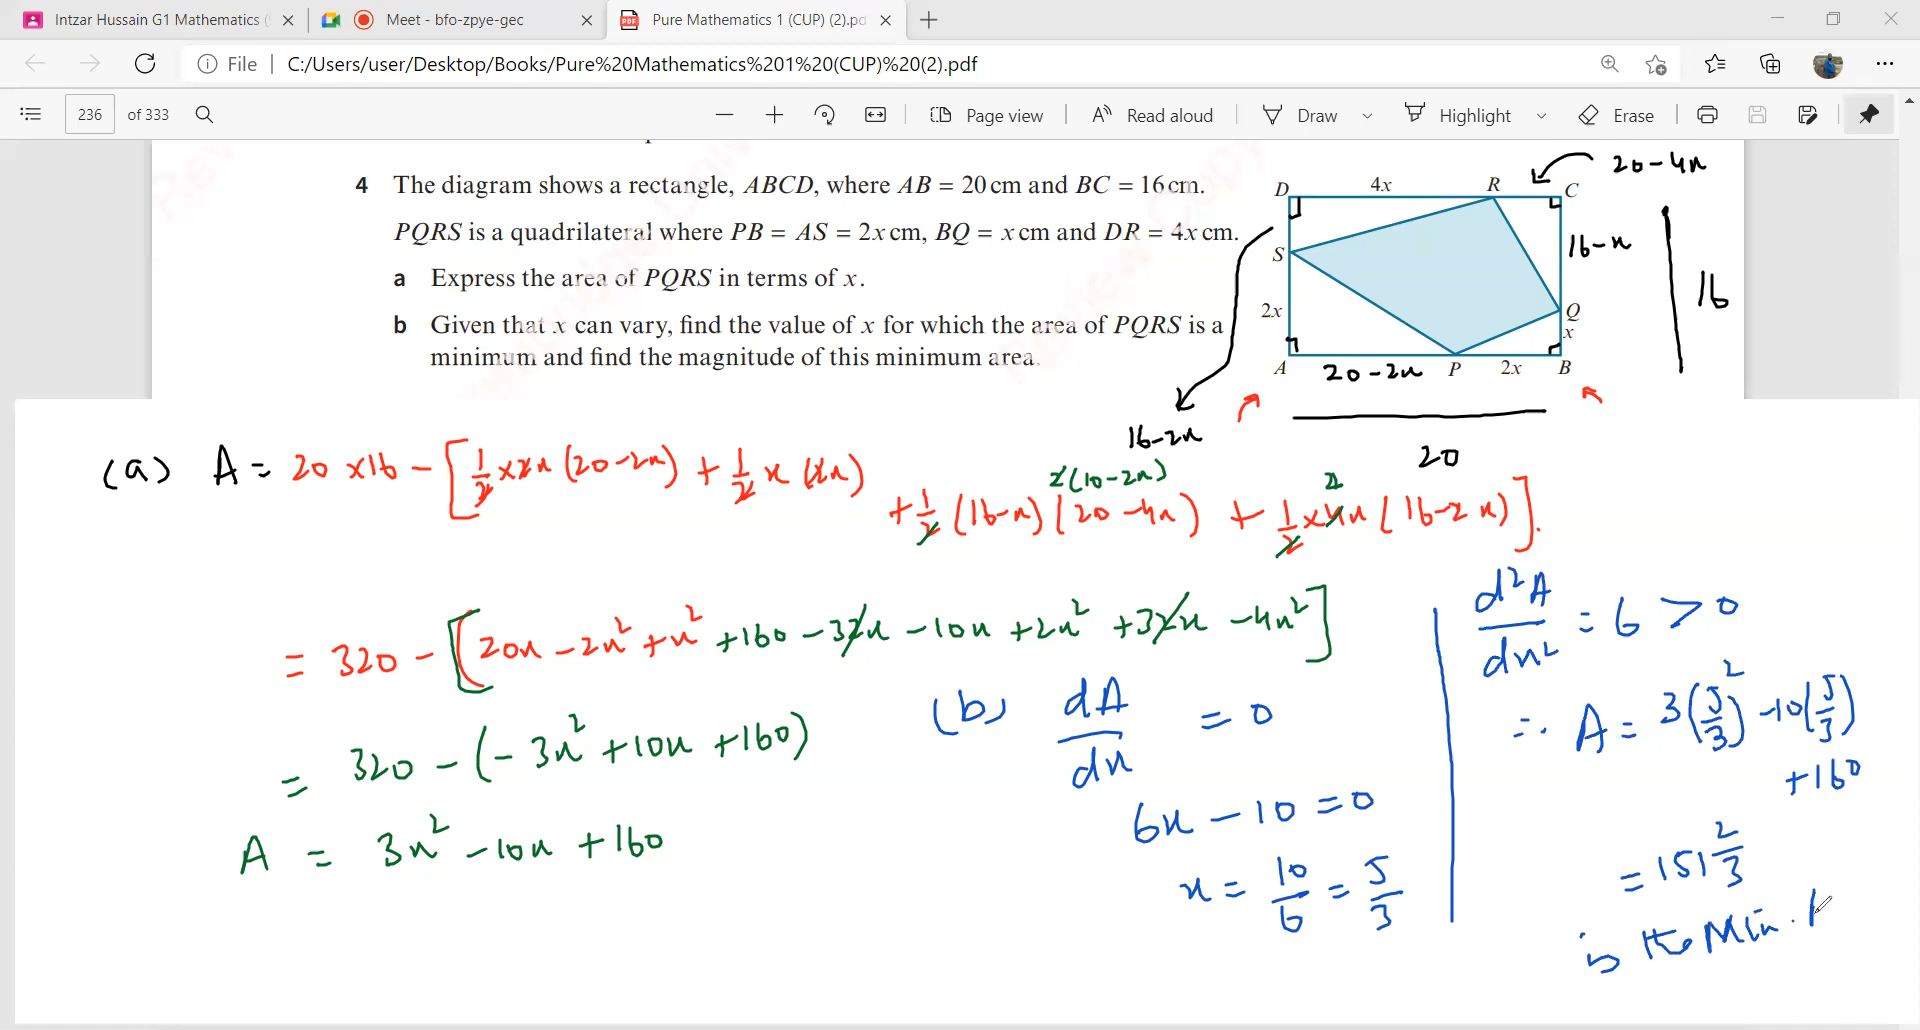 Intzar Hussain G1 Mathematics (
Meet - bfo-zpye-gec
Pure Mathematics 1 (CUP) (2).pd
File C:/Users/user/Desktop/Books/Pure%20Mathematics%201%20(CUP)%20(2).pdf
236 of 333 Page view Read aloud Draw Highlight Erase
4 The diagram shows a rectangle, ABCD, where AB = 20 cm and BC = 16 cm.
PQRS is a quadrilateral where PB = AS = 2x cm, BQ = x cm and DR = 4x cm.
a Express the area of PQRS in terms of x.
b Given that x can vary, find the value of x for which the area of PQRS is a
minimum and find the magnitude of this minimum area.
20-4x
D 4x R C
16-x
S
16
2x Q
x
A 20-2x P 2x B
16-2x
20
(a) A = 20 x16 - [1/2 x2x (20-2x) + 1/2 x (2x)
2(10-2x) 2
+ 1/2 (16-x) (20-4x) + 1/2 x4x (16-2x)].
= 320 - [20x -2x² +x² +160 -32x -10x +2x² +32x -4x²]
= 320 - (-3x² +10x +160)
A = 3x² -10x +160
(b) dA/dx = 0
6x - 10 = 0
x = 10/6 = 5/3
d²A/dx² = 6 > 0
∴ A = 3(5/3)² -10(5/3)
+160
= 151 2/3
is the Min.